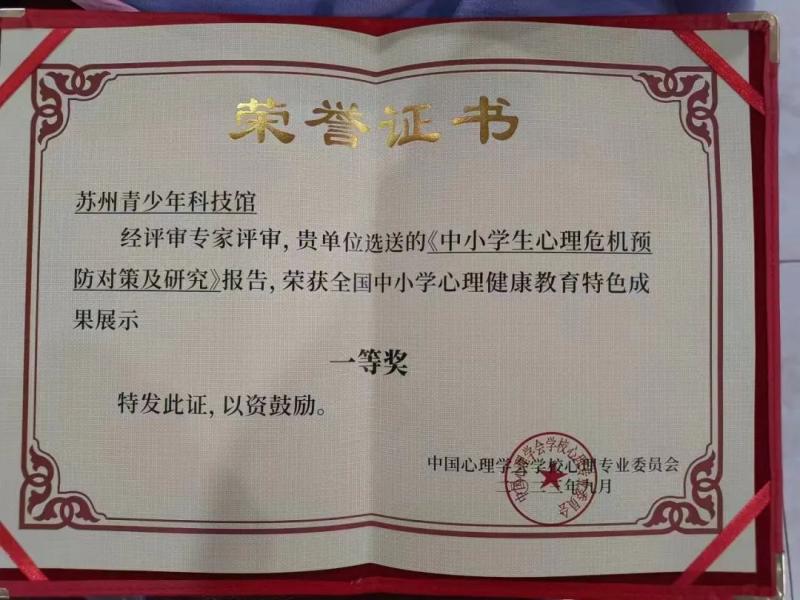 荣誉证书
苏州青少年科技馆
经评审专家评审,贵单位选送的《中小学生心理危机预
防对策及研究》报告,荣获全国中小学心理健康教育特色成
果展示
一等奖
特发此证,以资鼓励。
中国心理学会学校心理专业委员会
年九月